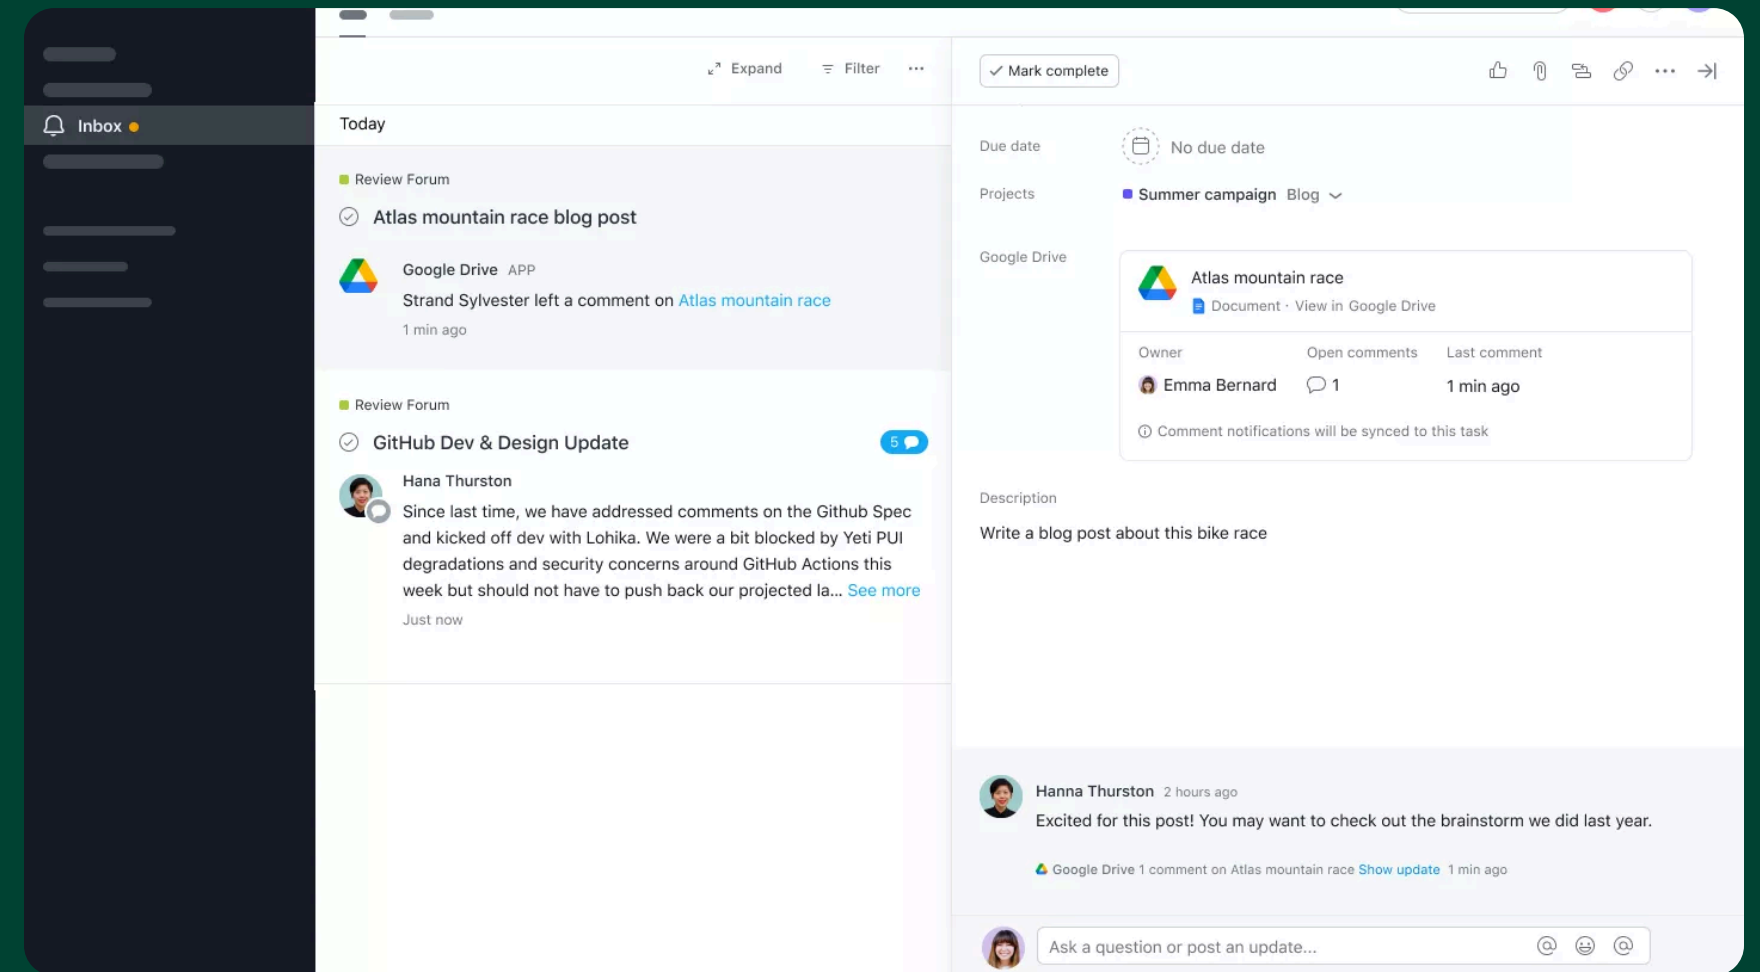 Inbox
Expand
Filter
Today
Review Forum
Atlas mountain race blog post
Google Drive APP
Strand Sylvester left a comment on Atlas mountain race
1 min ago
Review Forum
GitHub Dev & Design Update
5
Hana Thurston
Since last time, we have addressed comments on the Github Spec
and kicked off dev with Lohika. We were a bit blocked by Yeti PUI
degradations and security concerns around GitHub Actions this
week but should not have to push back our projected la... See more
Just now
Mark complete
Due date
No due date
Projects
Summer campaign Blog
Google Drive
Atlas mountain race
Document · View in Google Drive
Owner Open comments Last comment
Emma Bernard 1 1 min ago
Comment notifications will be synced to this task
Description
Write a blog post about this bike race
Hanna Thurston 2 hours ago
Excited for this post! You may want to check out the brainstorm we did last year.
Google Drive 1 comment on Atlas mountain race Show update 1 min ago
Ask a question or post an update...